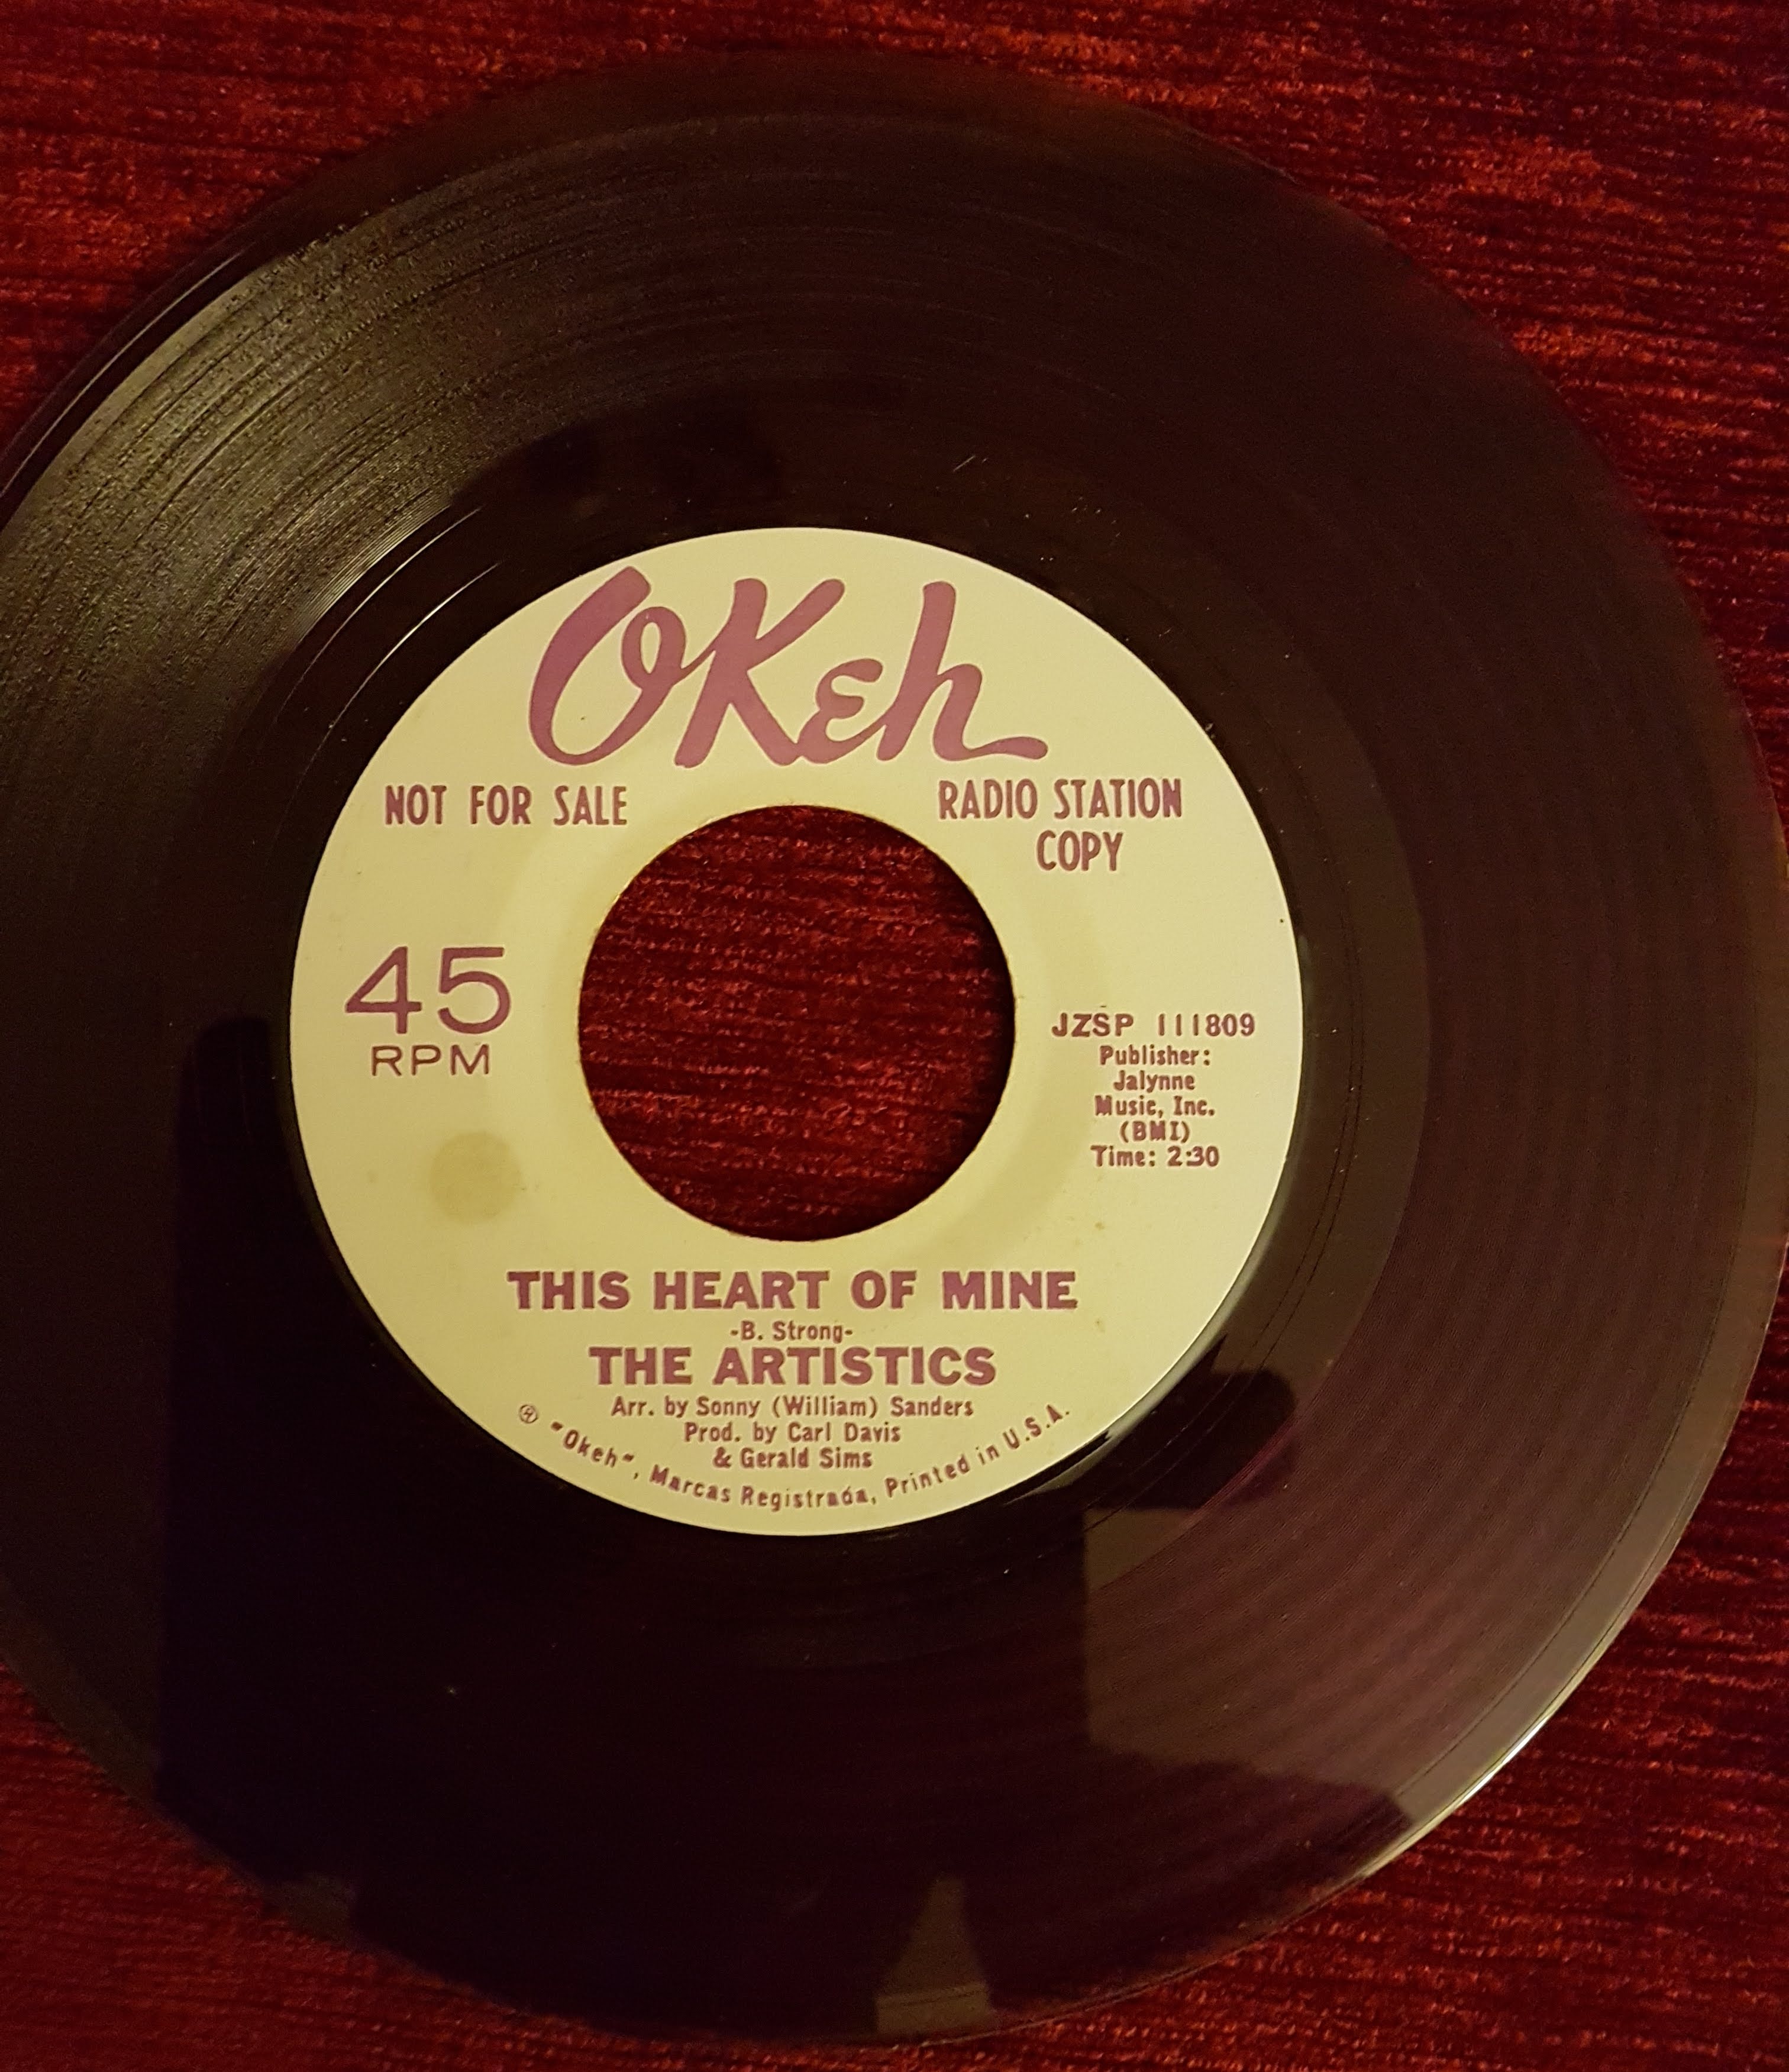 OKeh
NOT FOR SALE
RADIO STATION
COPY
45
RPM
JZSP 111809
Publisher:
Jalynne
Music, Inc.
(BMI)
Time: 2:30
THIS HEART OF MINE
-B. Strong-
THE ARTISTICS
Arr. by Sonny (William) Sanders
Prod. by Carl Davis
& Gerald Sims
"Okeh", Marcas Registrada, Printed in U.S.A.